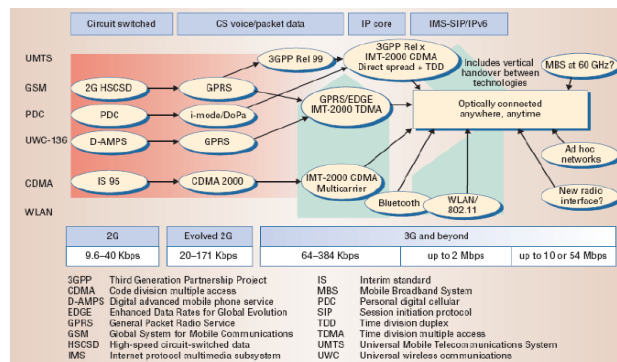 Circuit switched
CS voice/packet data
IP core
IMS-SIP/IPv6
UMTS
GSM
PDC
UWC-136
CDMA
WLAN
3GPP Rel 99
3GPP Rel x
IMT-2000 CDMA
Direct spread + TDD
Includes vertical
handover between
technologies
MBS at 60 GHz?
2G HSCSD
GPRS
GPRS/EDGE
IMT-2000 TDMA
Optically connected
anywhere, anytime
PDC
i-mode/DoPa
D-AMPS
GPRS
Ad hoc
networks
IS 95
CDMA 2000
IMT-2000 CDMA
Multicarrier
Bluetooth
WLAN/
802.11
New radio
interface?
2G
Evolved 2G
3G and beyond
9.6–40 Kbps
20–171 Kbps
64–384 Kbps
up to 2 Mbps
up to 10 or 54 Mbps
3GPP Third Generation Partnership Project
CDMA Code division multiple access
D-AMPS Digital advanced mobile phone service
EDGE Enhanced Data Rates for Global Evolution
GPRS General Packet Radio Service
GSM Global System for Mobile Communications
HSCSD High-speed circuit-switched data
IMS Internet protocol multimedia subsystem
IS Interim standard
MBS Mobile Broadband System
PDC Personal digital cellular
SIP Session initiation protocol
TDD Time division duplex
TDMA Time division multiple access
UMTS Universal Mobile Telecommunications System
UWC Universal wireless communications